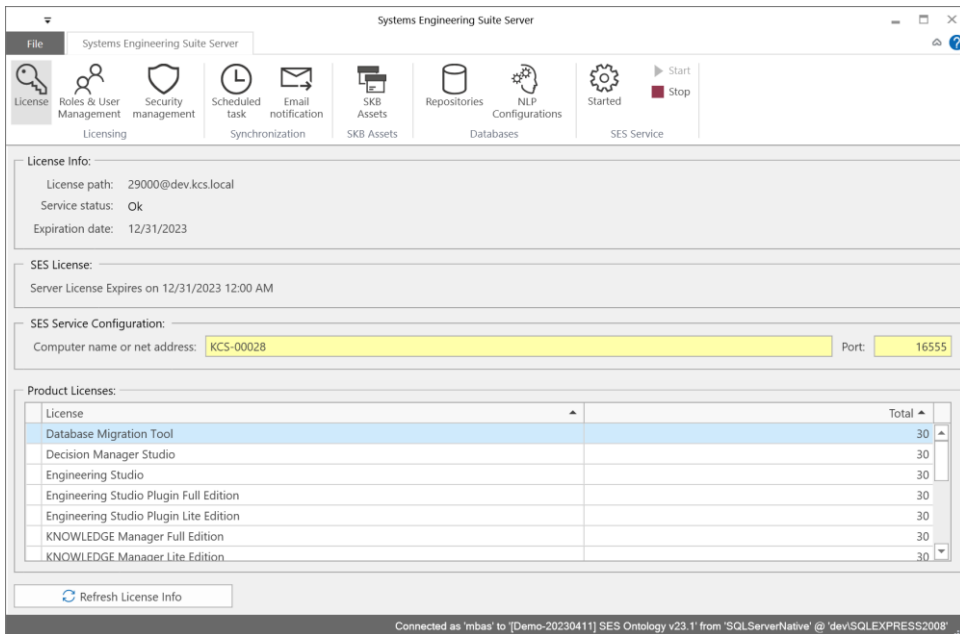 Systems Engineering Suite Server
File
Systems Engineering Suite Server
License
Roles & User Management
Security management
Licensing
Scheduled task
Email notification
Synchronization
SKB Assets
SKB Assets
Repositories
NLP Configurations
Databases
Started
Start
Stop
SES Service
License Info:
License path: 29000@dev.kcs.local
Service status: Ok
Expiration date: 12/31/2023
SES License:
Server License Expires on 12/31/2023 12:00 AM
SES Service Configuration:
Computer name or net address: KCS-00028 Port: 16555
Product Licenses:
License Total
Database Migration Tool 30
Decision Manager Studio 30
Engineering Studio 30
Engineering Studio Plugin Full Edition 30
Engineering Studio Plugin Lite Edition 30
KNOWLEDGE Manager Full Edition 30
KNOWLEDGE Manager Lite Edition 30
Refresh License Info
Connected as 'mbas' to '[Demo-20230411] SES Ontology v23.1' from 'SQLServerNative' @ 'dev\SQLEXPRESS2008'